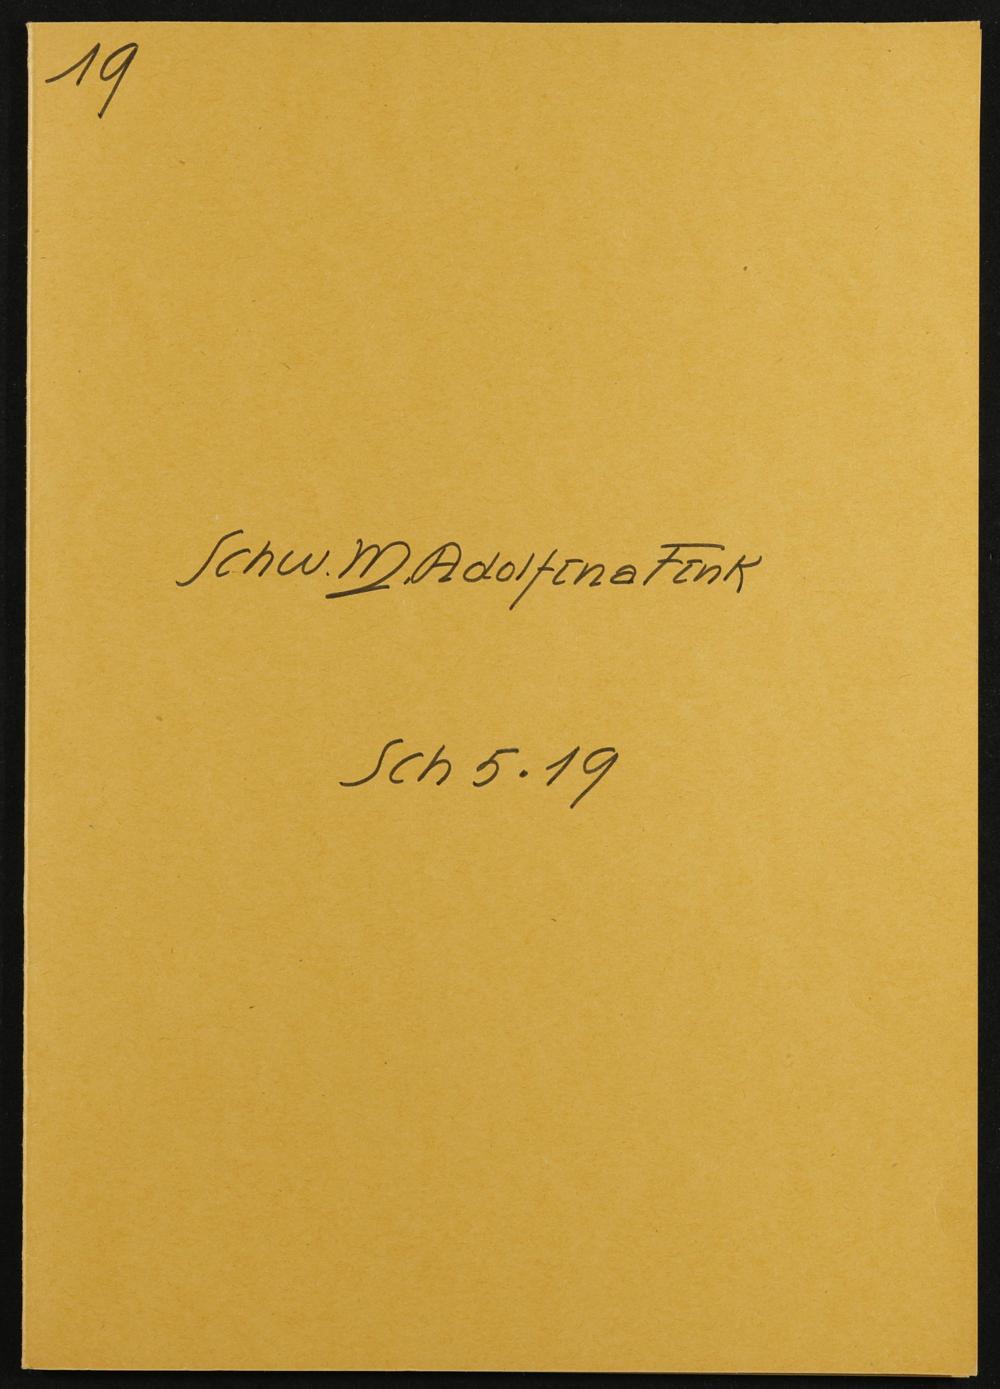 19
Schw. M. Adolfina Fink
Sch 5.19